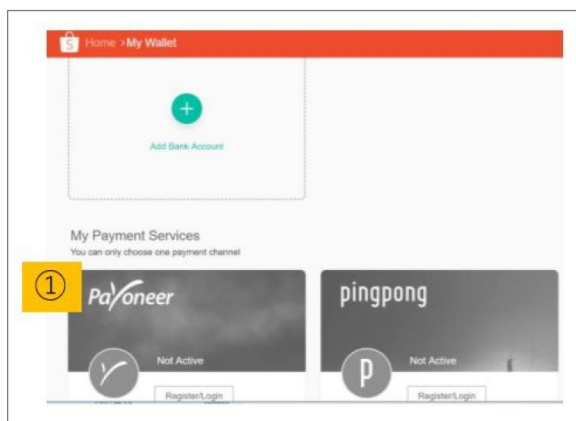 Home >My Wallet
Add Bank Account
My Payment Services
You can only choose one payment channel
①
Payoneer
pingpong
Not Active
Not Active
Register/Login
Register/Login